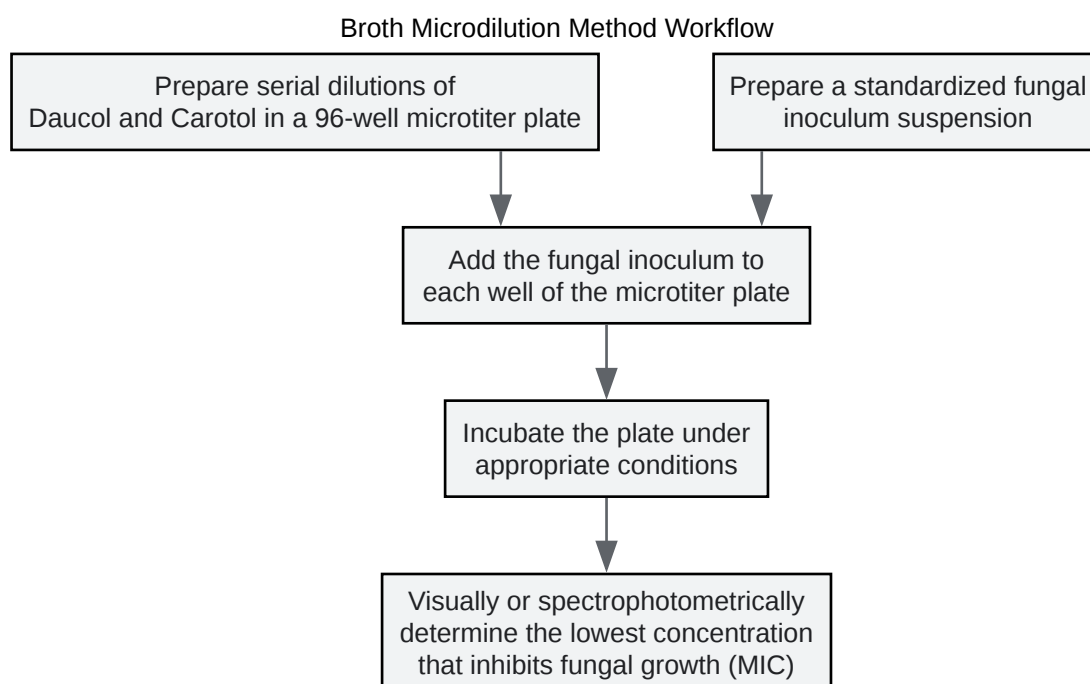 Broth Microdilution Method Workflow
Prepare serial dilutions of
Daucol and Carotol in a 96-well microtiter plate
Prepare a standardized fungal
inoculum suspension
Add the fungal inoculum to
each well of the microtiter plate
Incubate the plate under
appropriate conditions
Visually or spectrophotometrically
determine the lowest concentration
that inhibits fungal growth (MIC)